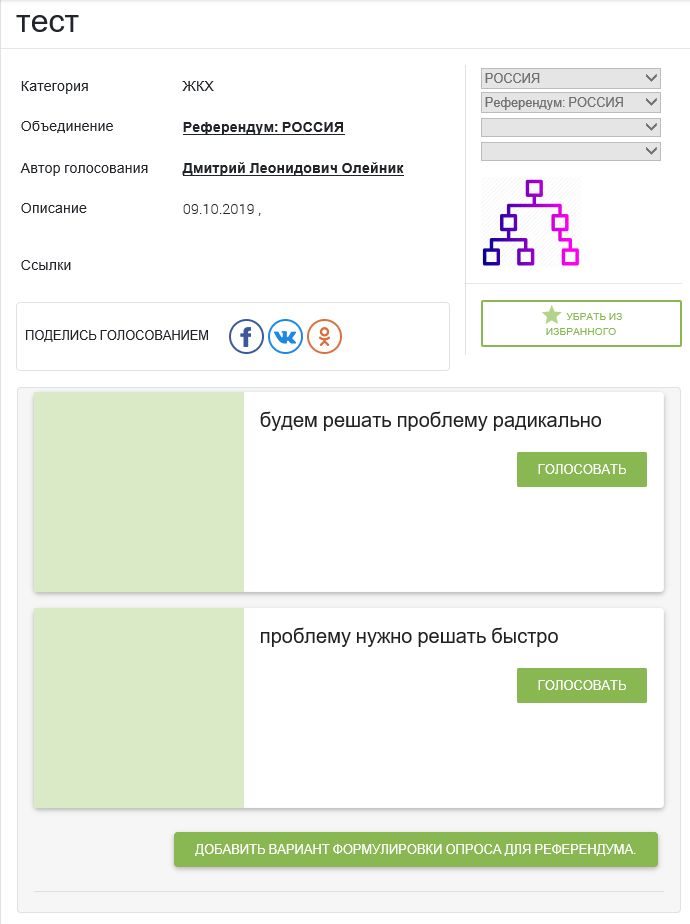 тест
Категория ЖКХ
Объединение Референдум: РОССИЯ
Автор голосования Дмитрий Леонидович Олейник
Описание 09.10.2019 ,
Ссылки
РОССИЯ
Референдум: РОССИЯ
УБРАТЬ ИЗ
ИЗБРАННОГО
ПОДЕЛИСЬ ГОЛОСОВАНИЕМ
будем решать проблему радикально
ГОЛОСОВАТЬ
проблему нужно решать быстро
ГОЛОСОВАТЬ
ДОБАВИТЬ ВАРИАНТ ФОРМУЛИРОВКИ ОПРОСА ДЛЯ РЕФЕРЕНДУМА.